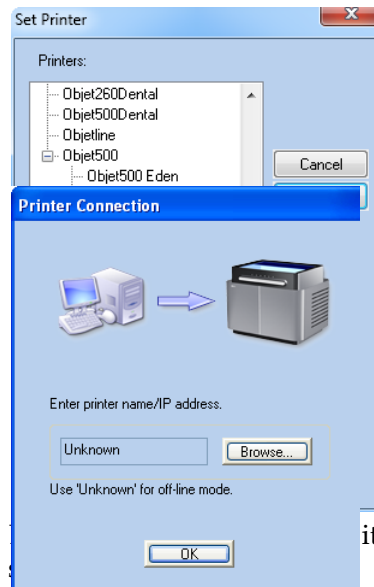 Set Printer
Printers:
Objet260Dental
Objet500Dental
Objetline
Objet500
Objet500 Eden
Cancel
Printer Connection
Enter printer name/IP address.
Unknown
Browse...
Use 'Unknown' for off-line mode.
OK